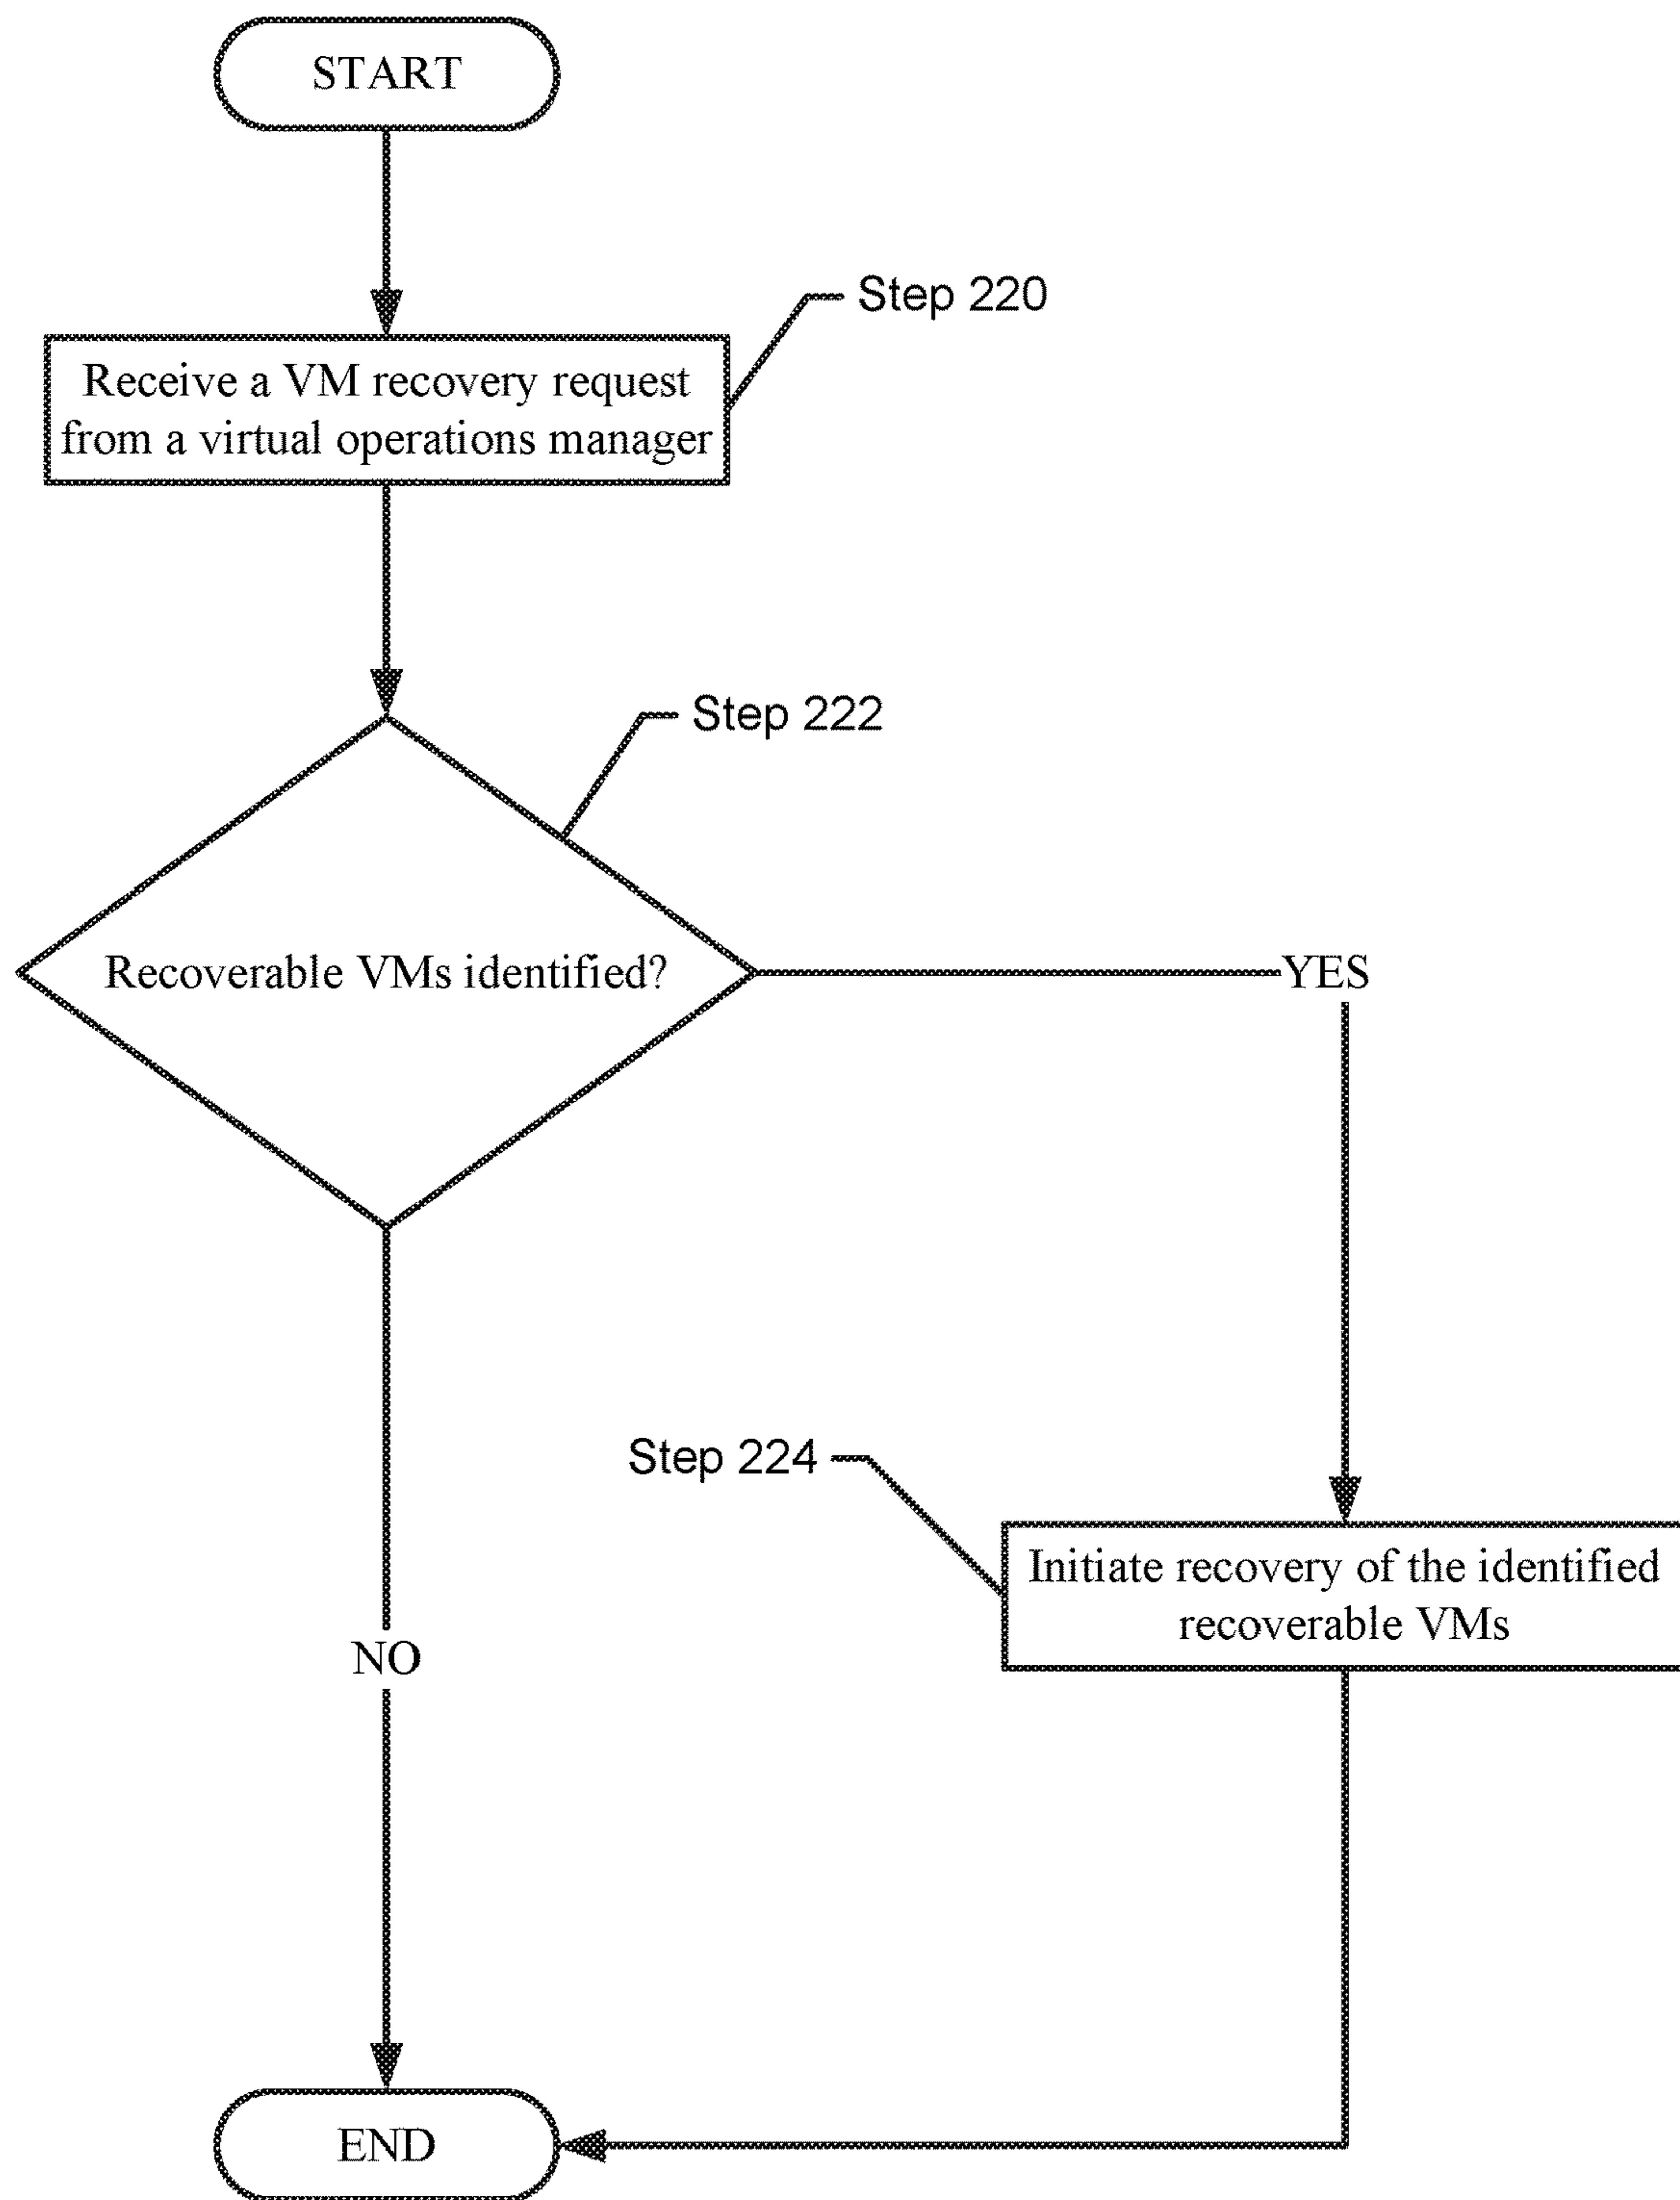 START
Step 220
Receive a VM recovery request
from a virtual operations manager
Step 222
Recoverable VMs identified?
YES
Step 224
Initiate recovery of the identified
recoverable VMs
NO
END